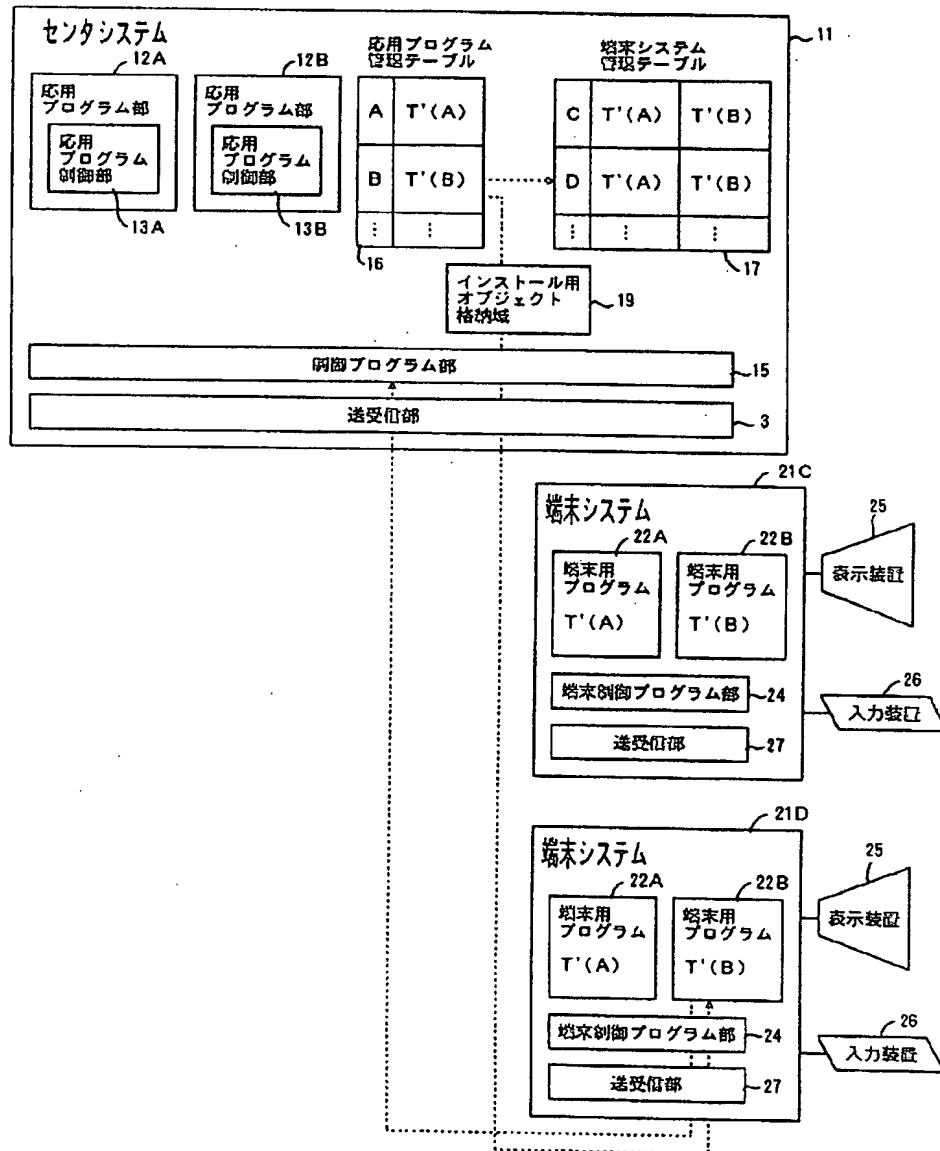 センタシステム
11
12A
応用
プログラム部
応用
プログラム
制御部
13A
12B
応用
プログラム部
応用
プログラム
制御部
13B
応用プログラム
管理テーブル
A T'(A)
B T'(B)
⋮ ⋮
16
端末システム
管理テーブル
C T'(A) T'(B)
D T'(A) T'(B)
⋮ ⋮ ⋮
17
インストール用
オブジェクト
格納域
19
制御プログラム部
15
送受信部
3
21C
端末システム
22A
端末用
プログラム
T'(A)
22B
端末用
プログラム
T'(B)
端末制御プログラム部
24
送受信部
27
25
表示装置
26
入力装置
21D
端末システム
22A
端末用
プログラム
T'(A)
22B
端末用
プログラム
T'(B)
端末制御プログラム部
24
送受信部
27
25
表示装置
26
入力装置